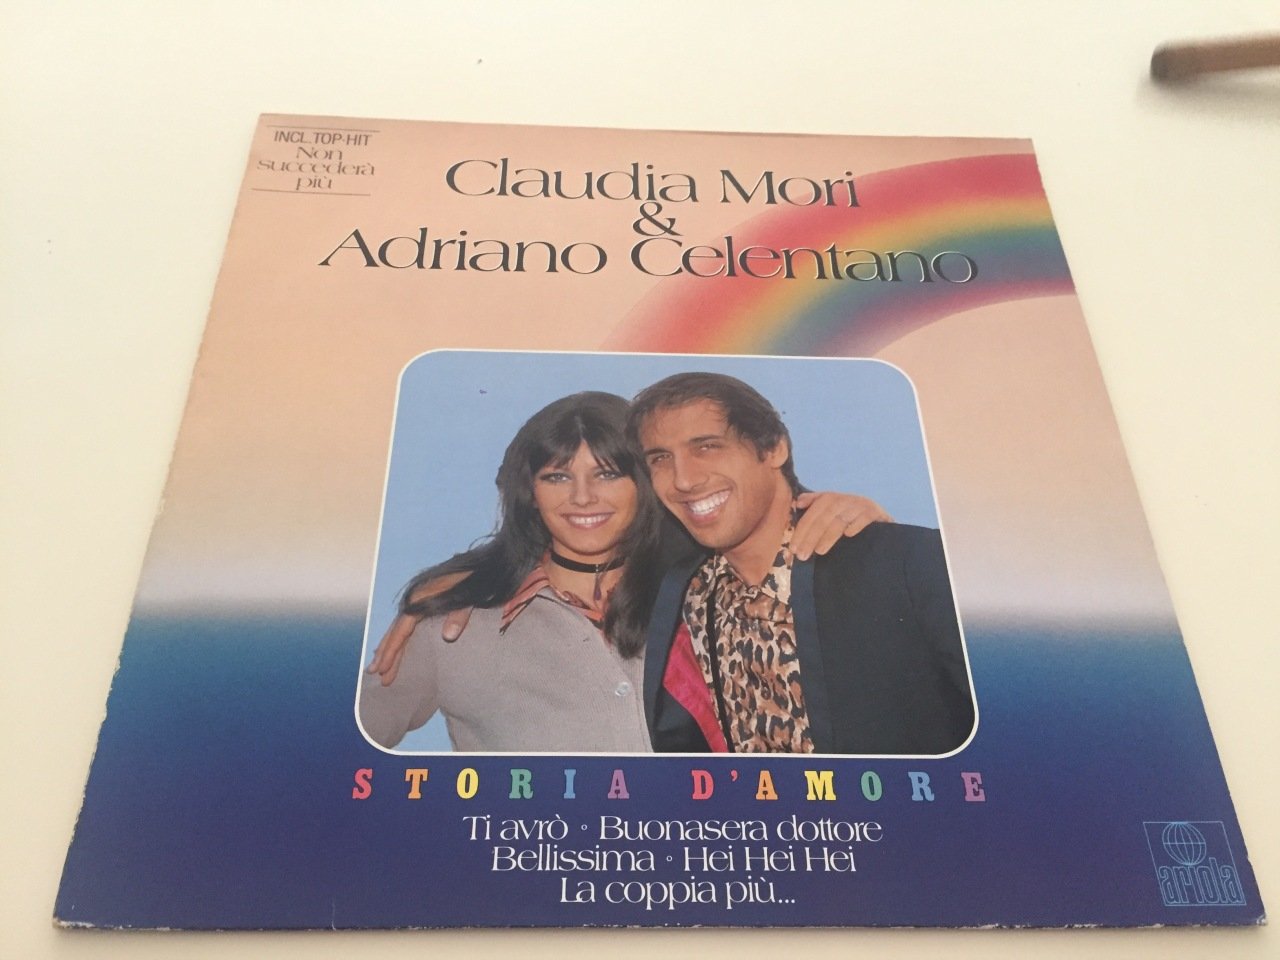 INCL.TOP-HIT
Non
succederà
più
Claudia Mori
&
Adriano Celentano
STORIA D'AMORE
Ti avrò ◦ Buonasera dottore
Bellissima ◦ Hei Hei Hei
La coppia più...
ariola